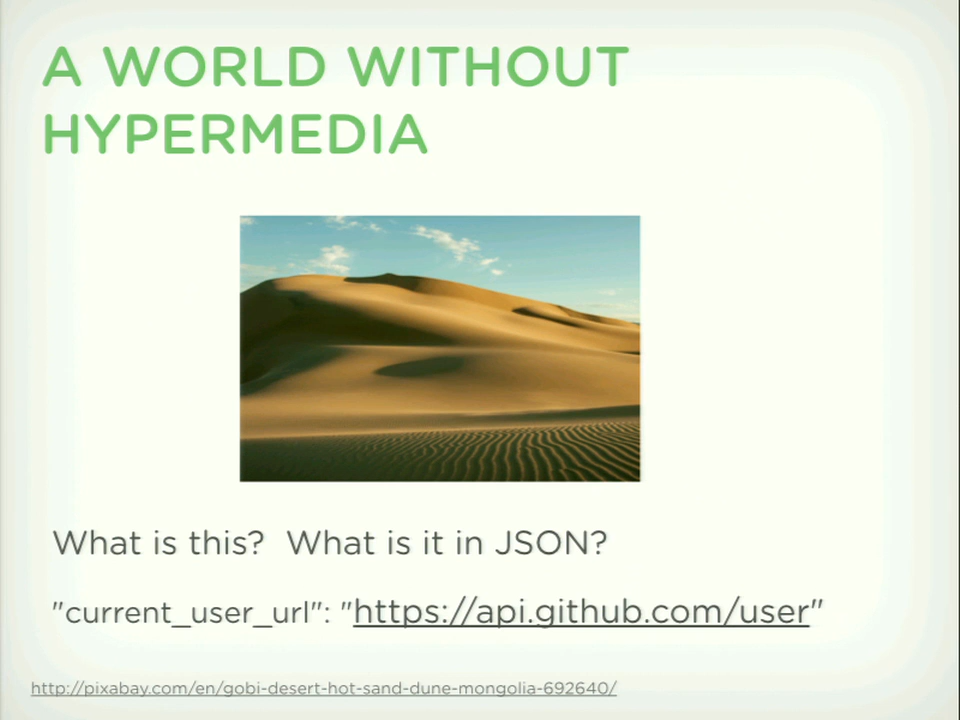 A WORLD WITHOUT
HYPERMEDIA
What is this?  What is it in JSON?
"current_user_url": "https://api.github.com/user"
http://pixabay.com/en/gobi-desert-hot-sand-dune-mongolia-692640/